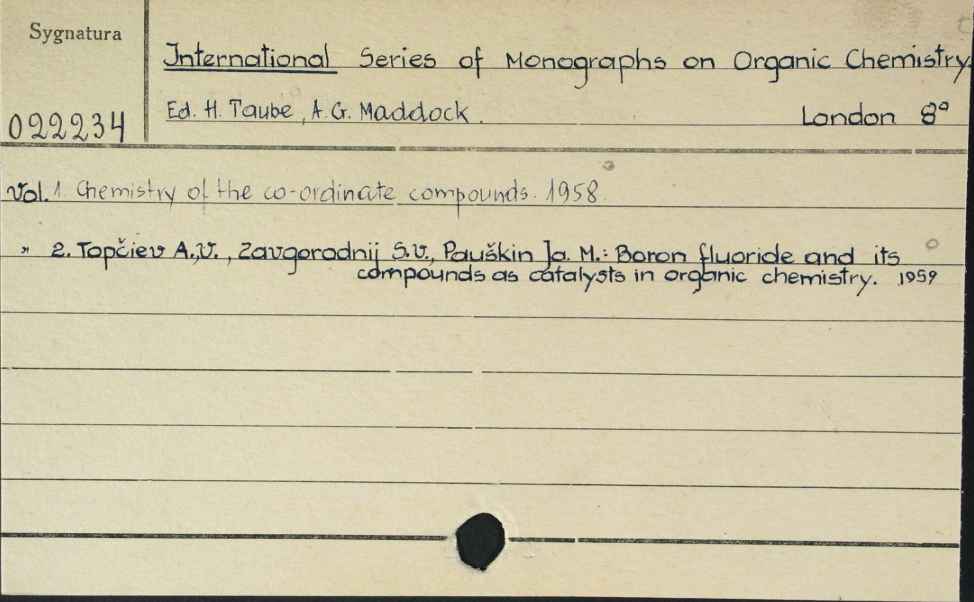 Sygnatura
International Series of Monographs on Organic Chemistry.
Ed. H. Taube, A.G. Maddock.
London 8°
022234
Vol. 1. Chemistry of the co-ordinate compounds. 1958.
" 2. Topčiev A.,V., Zavgorodnij S.V., Pauškin Ja. M.: Boron fluoride and its
compounds as catalysts in organic chemistry. 1959